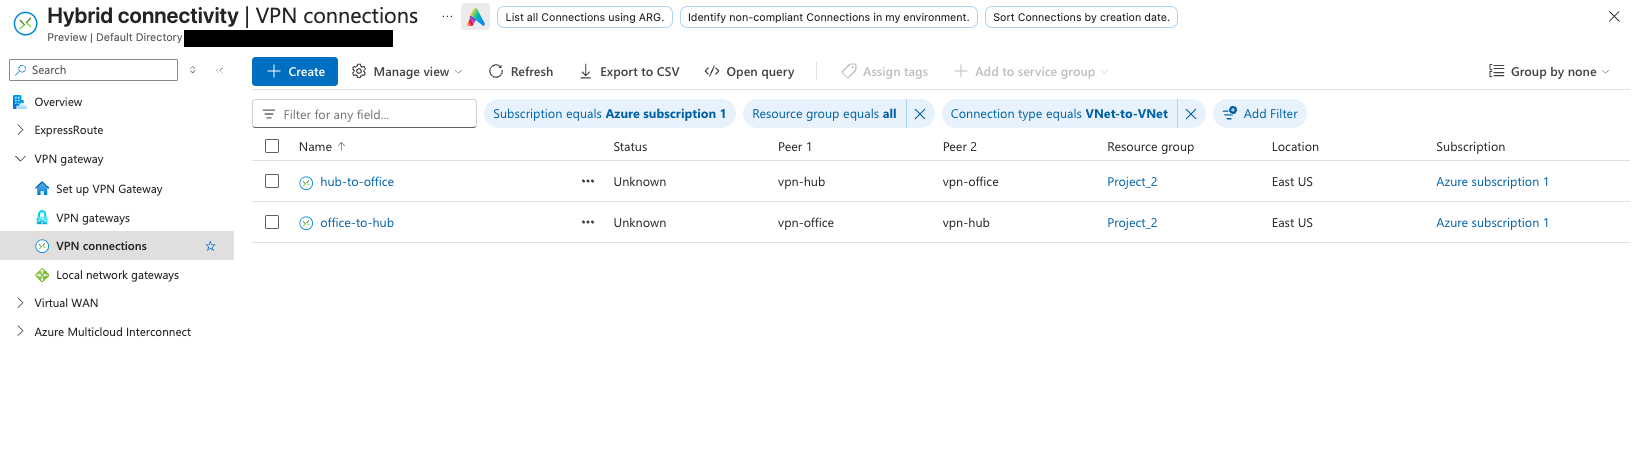 Hybrid connectivity | VPN connections ...
List all Connections using ARG. Identify non-compliant Connections in my environment. Sort Connections by creation date.
Preview | Default Directory
Search
Create Manage view Refresh Export to CSV Open query Assign tags Add to service group Group by none
Overview
ExpressRoute
VPN gateway
Set up VPN Gateway
VPN gateways
VPN connections
Local network gateways
Virtual WAN
Azure Multicloud Interconnect
Filter for any field... Subscription equals Azure subscription 1 Resource group equals all Connection type equals VNet-to-VNet Add Filter
Name ↑ Status Peer 1 Peer 2 Resource group Location Subscription
hub-to-office ... Unknown vpn-hub vpn-office Project_2 East US Azure subscription 1
office-to-hub ... Unknown vpn-office vpn-hub Project_2 East US Azure subscription 1